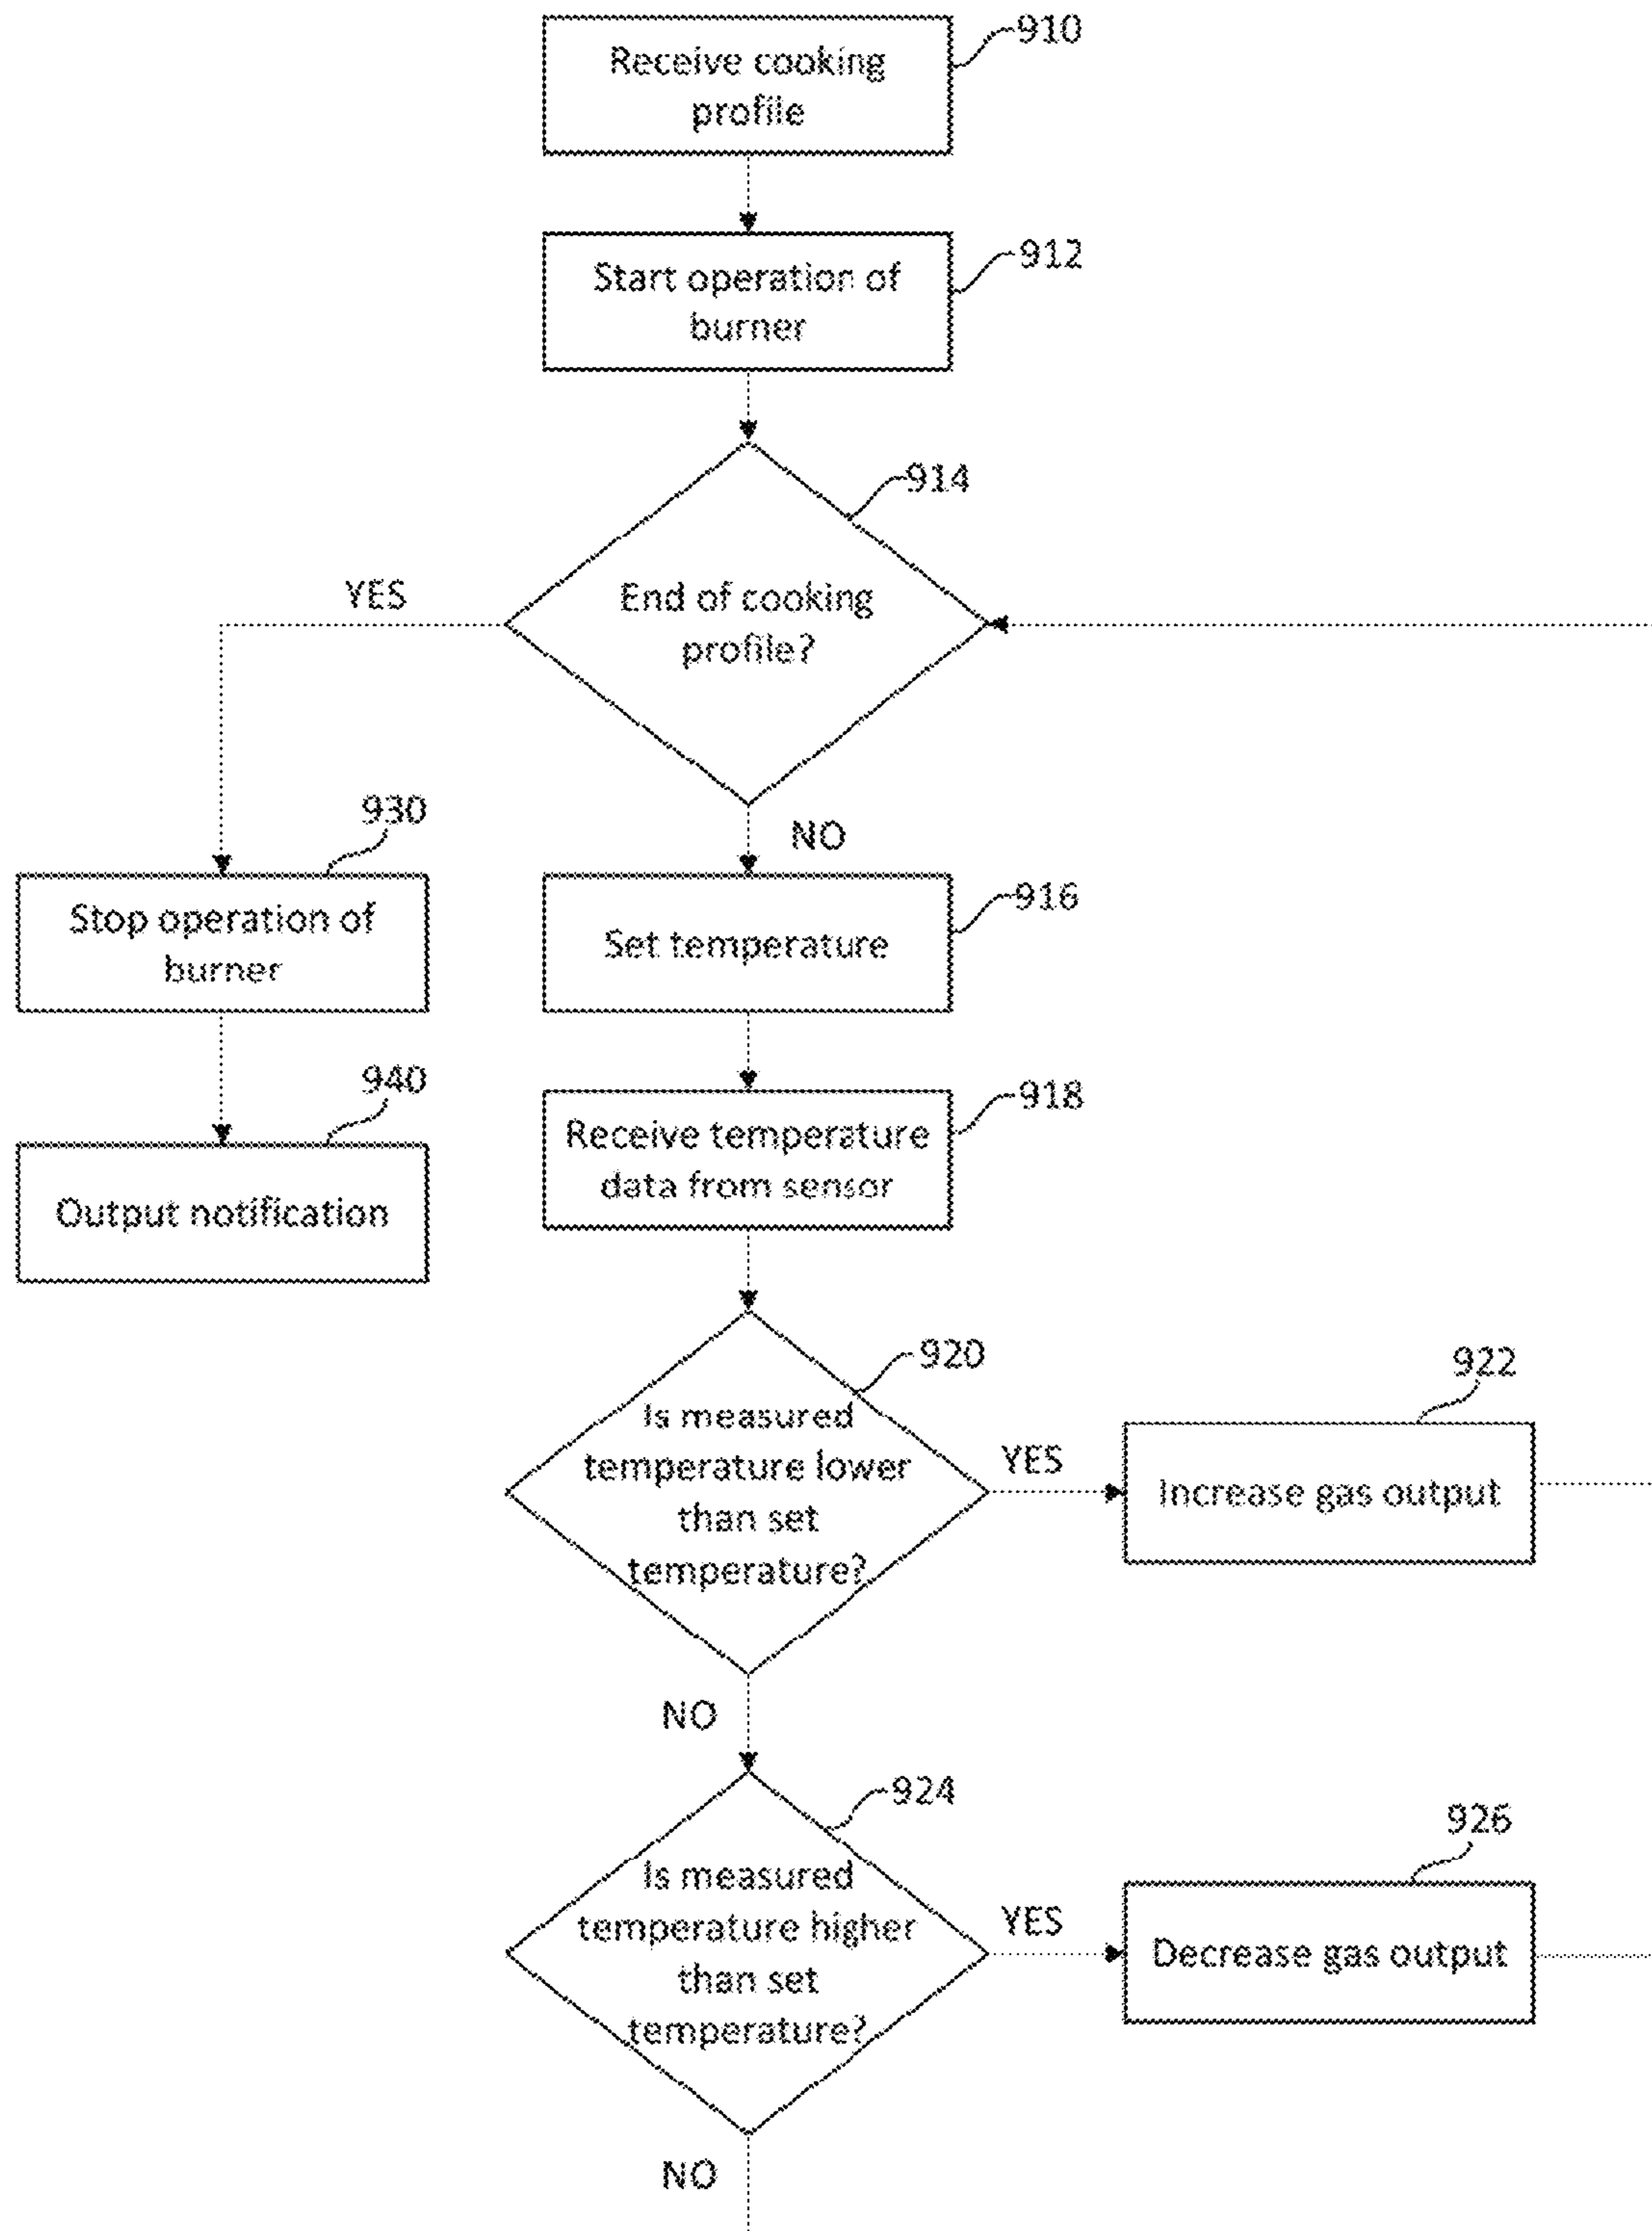 910
Receive cooking
profile
912
Start operation of
burner
914
End of cooking
profile?
YES
NO
930
Stop operation of
burner
916
Set temperature
940
Output notification
918
Receive temperature
data from sensor
920
Is measured
temperature lower
than set
temperature?
YES
922
Increase gas output
NO
924
Is measured
temperature higher
than set
temperature?
YES
926
Decrease gas output
NO